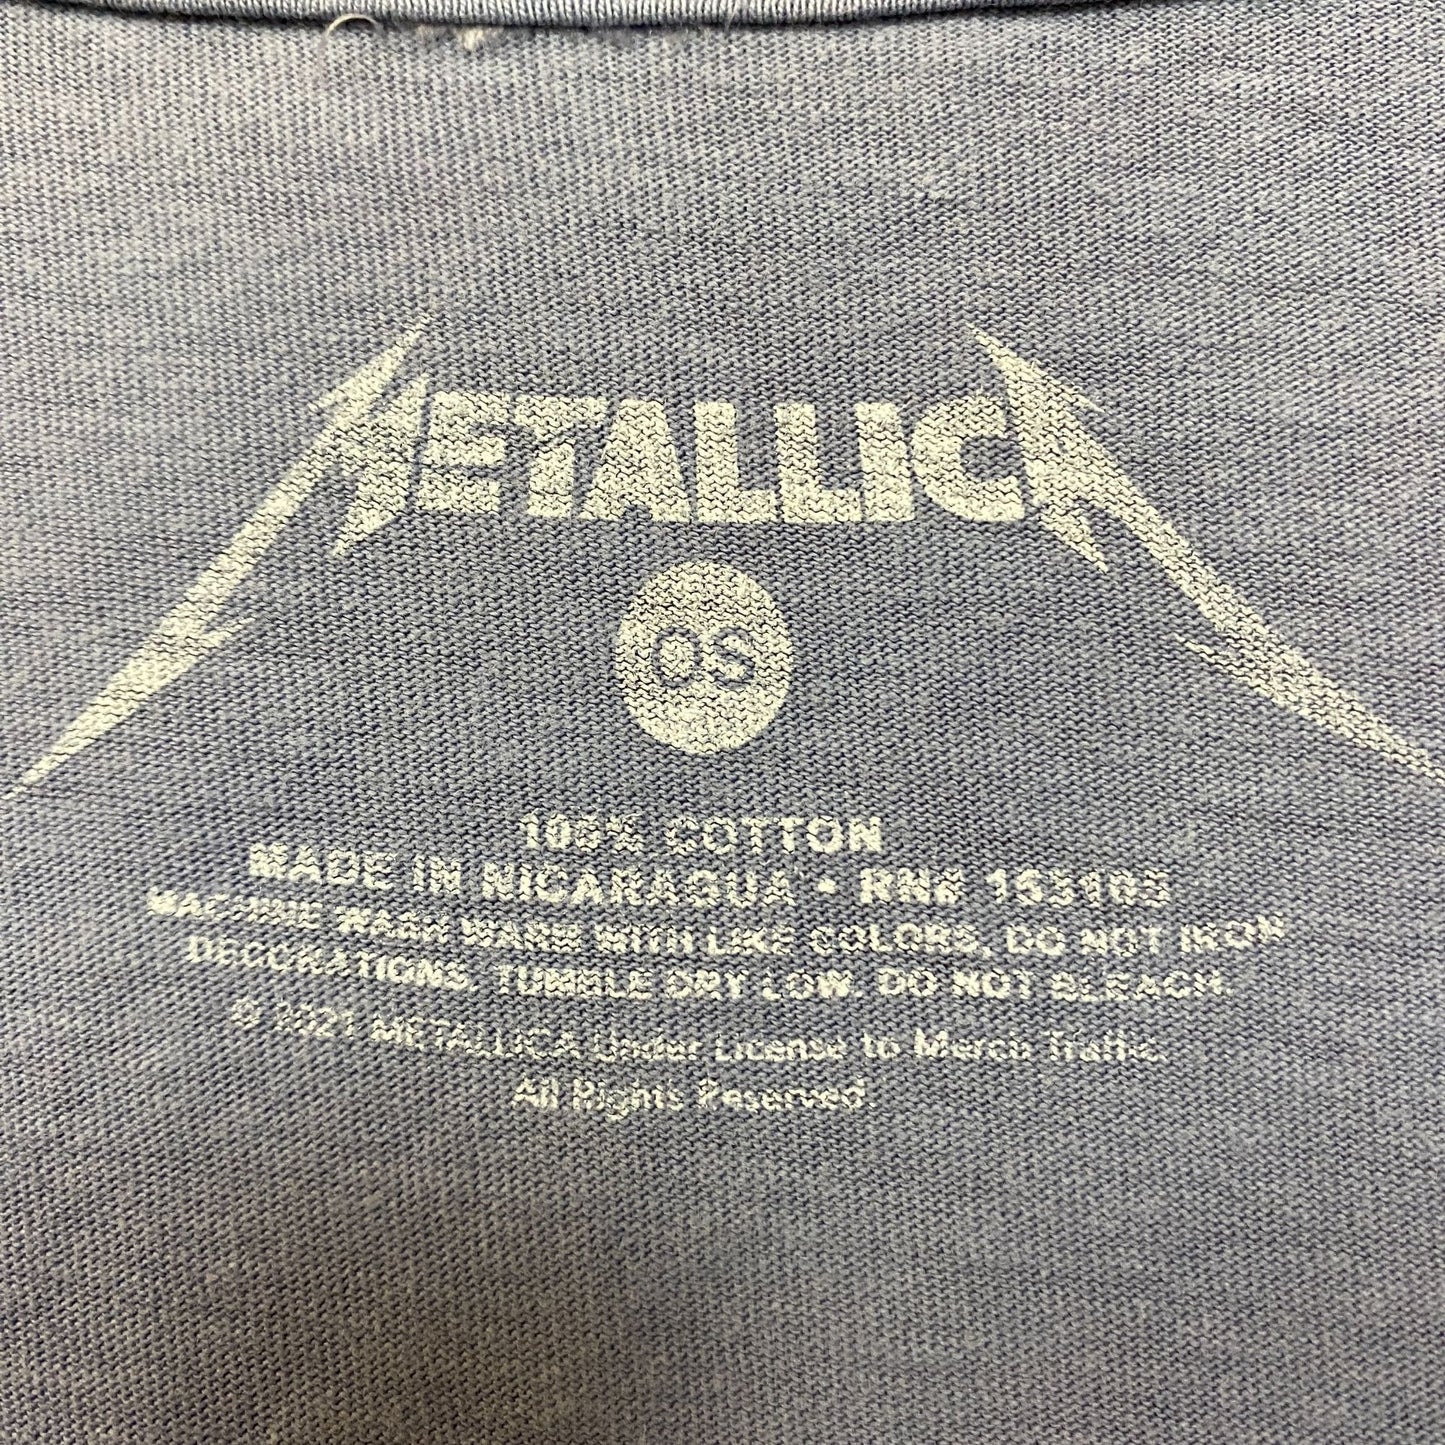 METALLICA
OS
100% COTTON
MADE IN NICARAGUA • RN# 153105
MACHINE WASH WARM WITH LIKE COLORS, DO NOT IRON
DECORATIONS. TUMBLE DRY LOW. DO NOT BLEACH.
© 2021 METALLICA Under License to Merch Traffic.
All Rights Reserved.